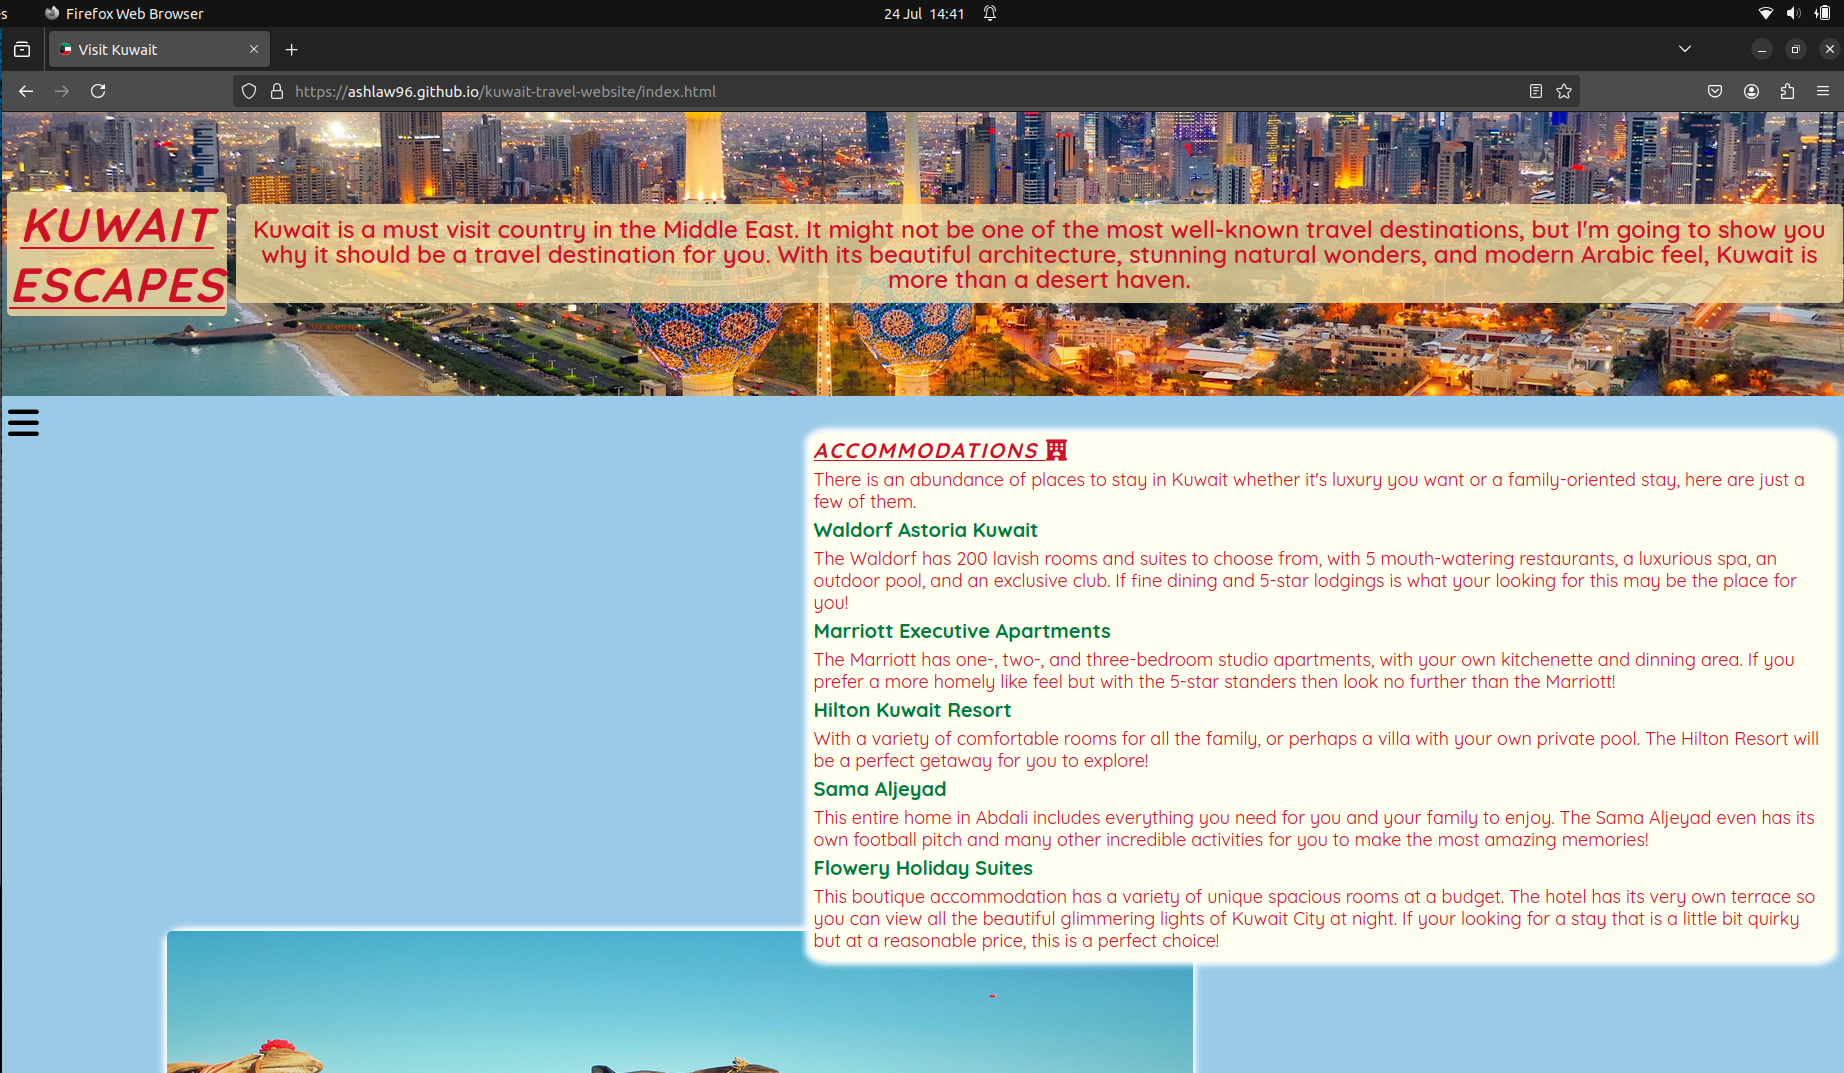 s
Firefox Web Browser
24 Jul 14:41
Visit Kuwait
https://ashlaw96.github.io/kuwait-travel-website/index.html
KUWAIT
ESCAPES
Kuwait is a must visit country in the Middle East. It might not be one of the most well-known travel destinations, but I'm going to show you
why it should be a travel destination for you. With its beautiful architecture, stunning natural wonders, and modern Arabic feel, Kuwait is
more than a desert haven.
ACCOMMODATIONS
There is an abundance of places to stay in Kuwait whether it's luxury you want or a family-oriented stay, here are just a
few of them.
Waldorf Astoria Kuwait
The Waldorf has 200 lavish rooms and suites to choose from, with 5 mouth-watering restaurants, a luxurious spa, an
outdoor pool, and an exclusive club. If fine dining and 5-star lodgings is what your looking for this may be the place for
you!
Marriott Executive Apartments
The Marriott has one-, two-, and three-bedroom studio apartments, with your own kitchenette and dinning area. If you
prefer a more homely like feel but with the 5-star standers then look no further than the Marriott!
Hilton Kuwait Resort
With a variety of comfortable rooms for all the family, or perhaps a villa with your own private pool. The Hilton Resort will
be a perfect getaway for you to explore!
Sama Aljeyad
This entire home in Abdali includes everything you need for you and your family to enjoy. The Sama Aljeyad even has its
own football pitch and many other incredible activities for you to make the most amazing memories!
Flowery Holiday Suites
This boutique accommodation has a variety of unique spacious rooms at a budget. The hotel has its very own terrace so
you can view all the beautiful glimmering lights of Kuwait City at night. If your looking for a stay that is a little bit quirky
but at a reasonable price, this is a perfect choice!